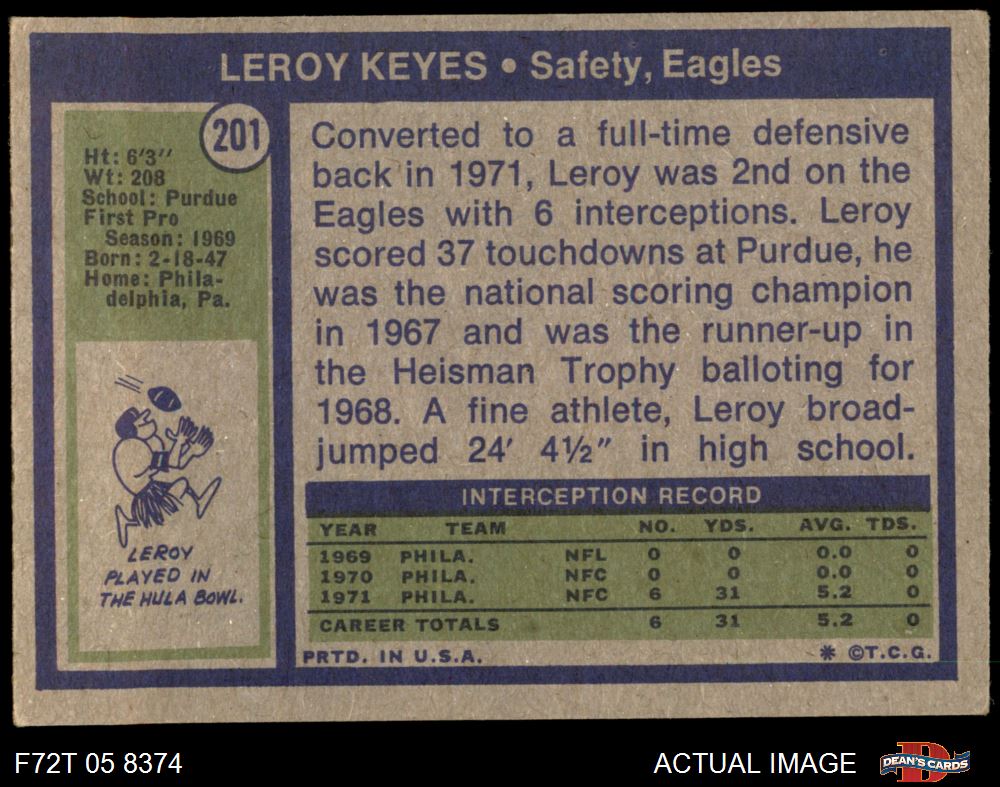 LEROY KEYES • Safety, Eagles
201
Ht: 6'3"
Wt: 208
School: Purdue
First Pro
Season: 1969
Born: 2-18-47
Home: Phila-
delphia, Pa.
LEROY
PLAYED IN
THE HULA BOWL.
Converted to a full-time defensive
back in 1971, Leroy was 2nd on the
Eagles with 6 interceptions. Leroy
scored 37 touchdowns at Purdue, he
was the national scoring champion
in 1967 and was the runner-up in
the Heisman Trophy balloting for
1968. A fine athlete, Leroy broad-
jumped 24' 4½" in high school.
INTERCEPTION RECORD
YEAR TEAM NO. YDS. AVG. TDS.
1969 PHILA. NFL 0 0 0.0 0
1970 PHILA. NFC 0 0 0.0 0
1971 PHILA. NFC 6 31 5.2 0
CAREER TOTALS 6 31 5.2 0
PRTD. IN U.S.A. * ©T.C.G.
F72T 05 8374 ACTUAL IMAGE D DEAN'S CARDS